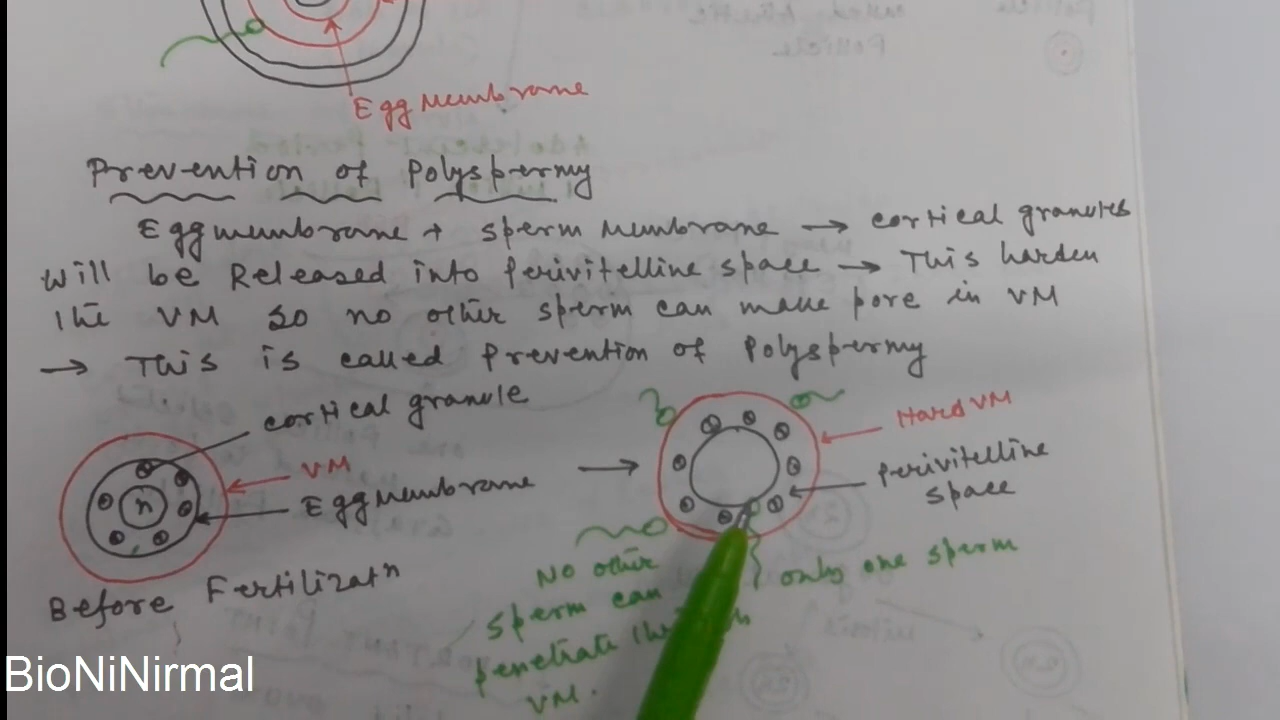 Egg membrane
Prevention of Polyspermy
Egg membrane + sperm membrane → cortical granules
will be Released into perivitelline space → This harden
the VM so no other sperm can make pore in VM
→ This is called prevention of Polyspermy
cortical granule
VM
Egg membrane
n
Before Fertilizatn
Hard VM
perivitelline
space
only one sperm
No other
sperm can
penetrate through
VM.
BioNiNirmal